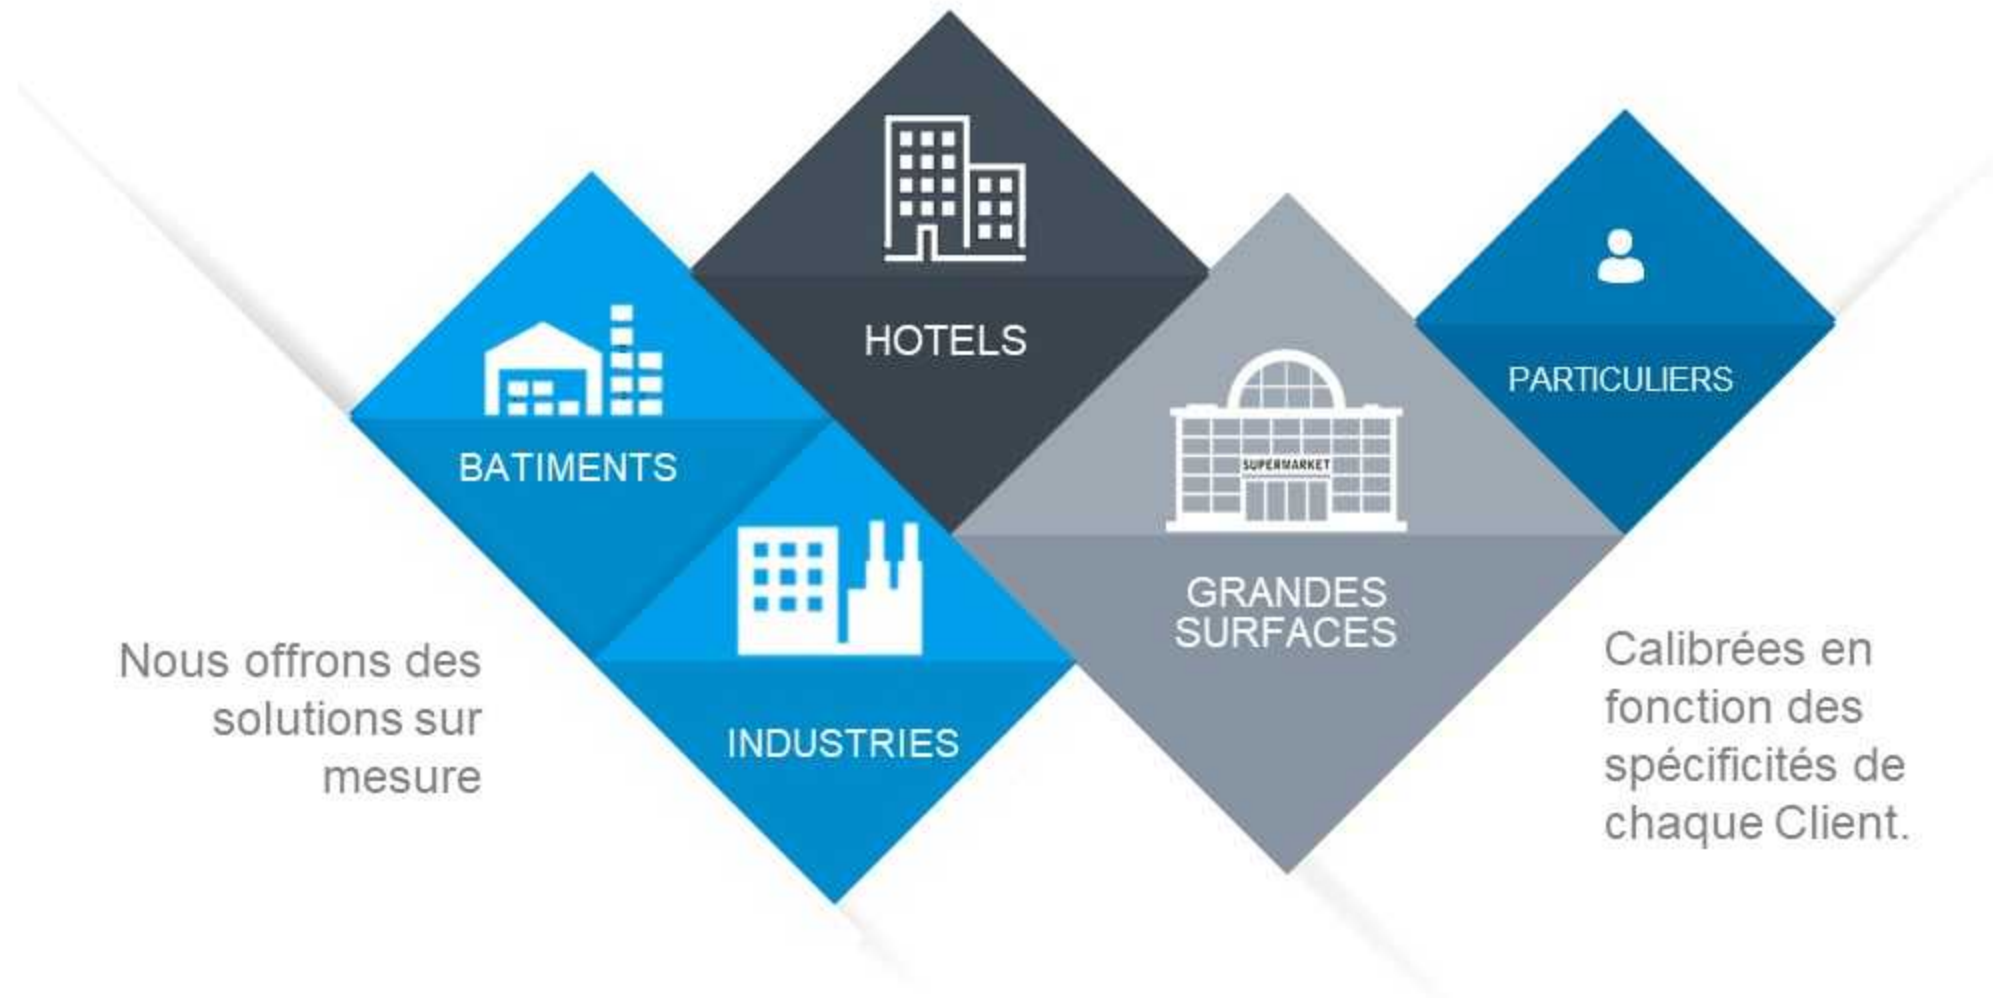 HOTELS
PARTICULIERS
BATIMENTS
SUPERMARKET
GRANDES
SURFACES
INDUSTRIES
Nous offrons des
solutions sur
mesure
Calibrées en
fonction des
spécificités de
chaque Client.